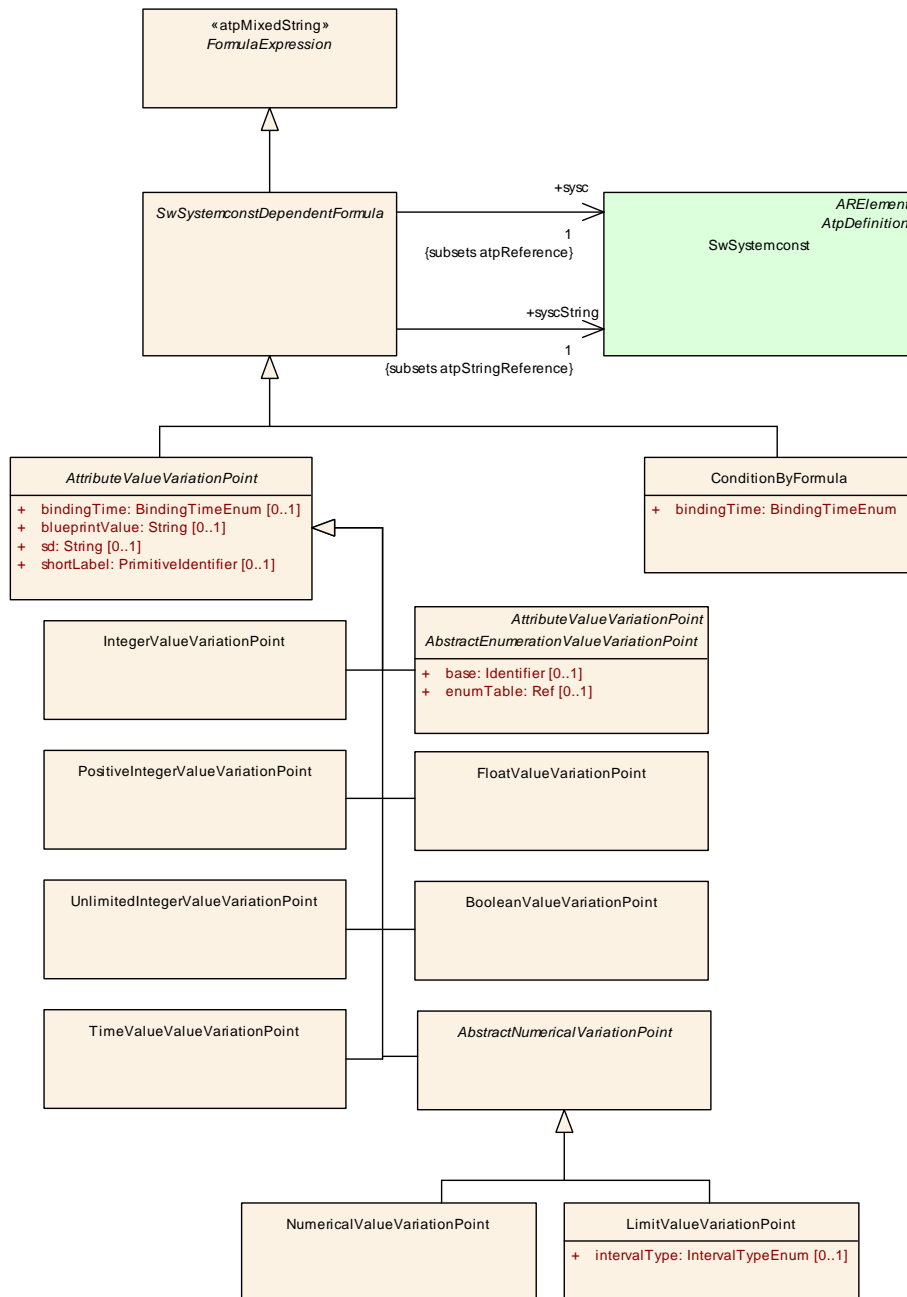 «atpMixedString»
FormulaExpression
SwSystemconstDependentFormula
+sysc
1
{subsets atpReference}
+syscString
1
{subsets atpStringReference}
ARElement
AtpDefinition
SwSystemconst
AttributeValueVariationPoint
+ bindingTime: BindingTimeEnum [0..1]
+ blueprintValue: String [0..1]
+ sd: String [0..1]
+ shortLabel: PrimitiveIdentifier [0..1]
ConditionByFormula
+ bindingTime: BindingTimeEnum
IntegerValueVariationPoint
AttributeValueVariationPoint
AbstractEnumerationValueVariationPoint
+ base: Identifier [0..1]
+ enumTable: Ref [0..1]
PositiveIntegerValueVariationPoint
FloatValueVariationPoint
UnlimitedIntegerValueVariationPoint
BooleanValueVariationPoint
TimeValueValueVariationPoint
AbstractNumericalVariationPoint
NumericalValueVariationPoint
LimitValueVariationPoint
+ intervalType: IntervalTypeEnum [0..1]